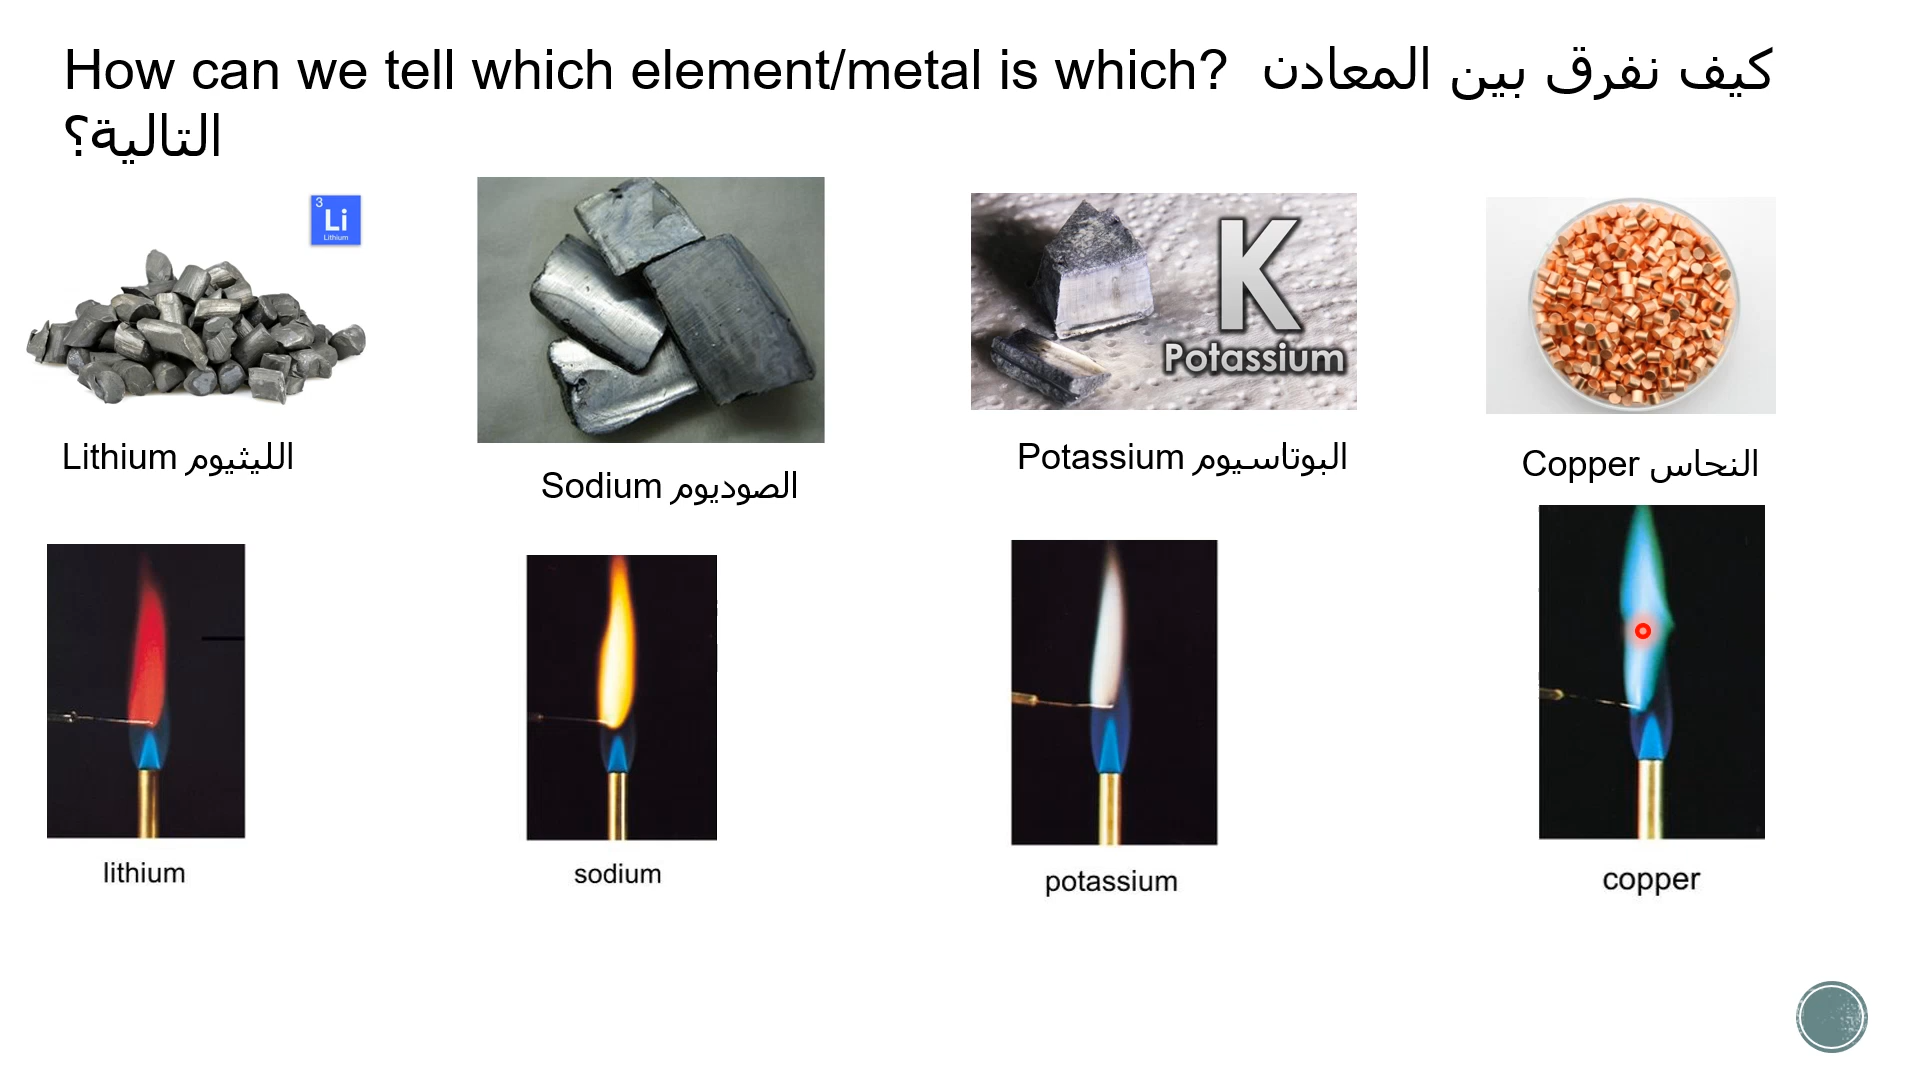 How can we tell which element/metal is which? كيف نفرق بين المعادن
التالية؟
3
Li
Lithium
K
Potassium
Lithium الليثيوم
Sodium الصوديوم
Potassium البوتاسيوم
Copper النحاس
lithium
sodium
potassium
copper